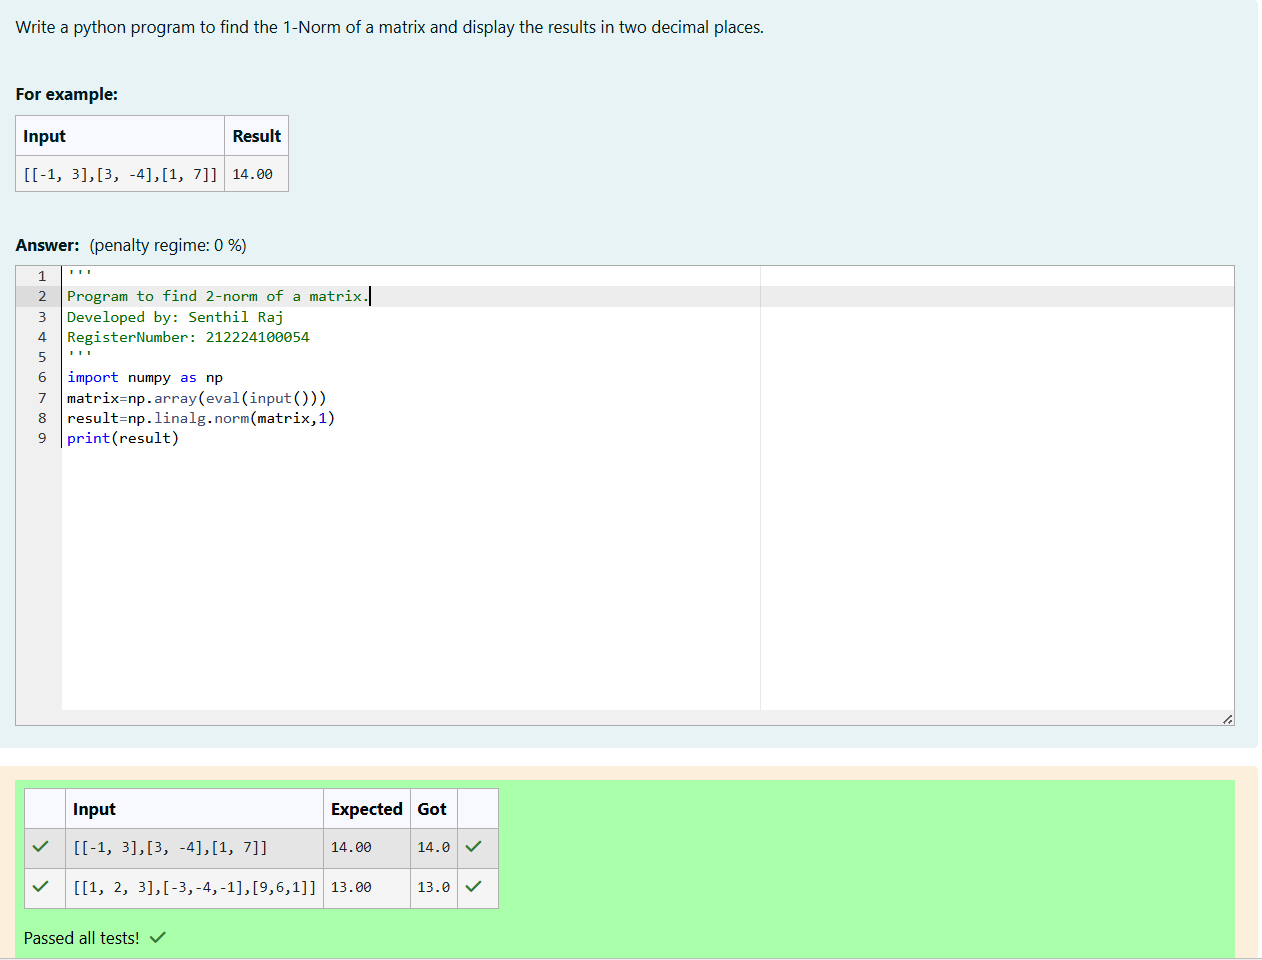 Write a python program to find the 1-Norm of a matrix and display the results in two decimal places.
For example:
Input Result
[[-1, 3],[3, -4],[1, 7]] 14.00
Answer: (penalty regime: 0 %)
1 '''
2 Program to find 2-norm of a matrix.
3 Developed by: Senthil Raj
4 RegisterNumber: 212224100054
5 '''
6 import numpy as np
7 matrix=np.array(eval(input()))
8 result=np.linalg.norm(matrix,1)
9 print(result)
Input Expected Got
[[-1, 3],[3, -4],[1, 7]] 14.00 14.0
[[1, 2, 3],[-3,-4,-1],[9,6,1]] 13.00 13.0
Passed all tests!